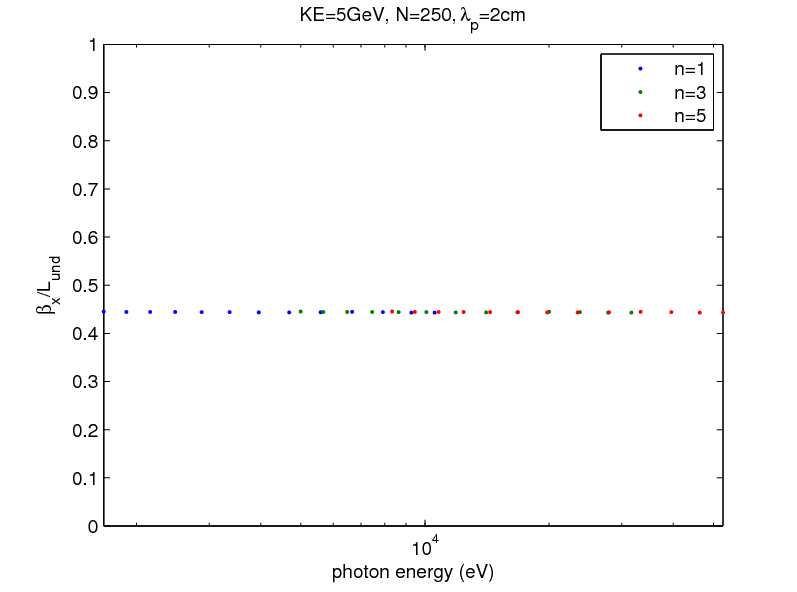 KE=5GeV, N=250, λp=2cm
n=1
n=3
n=5
1
0.9
0.8
0.7
0.6
0.5
0.4
0.3
0.2
0.1
0
βx/Lund
10^4
photon energy (eV)